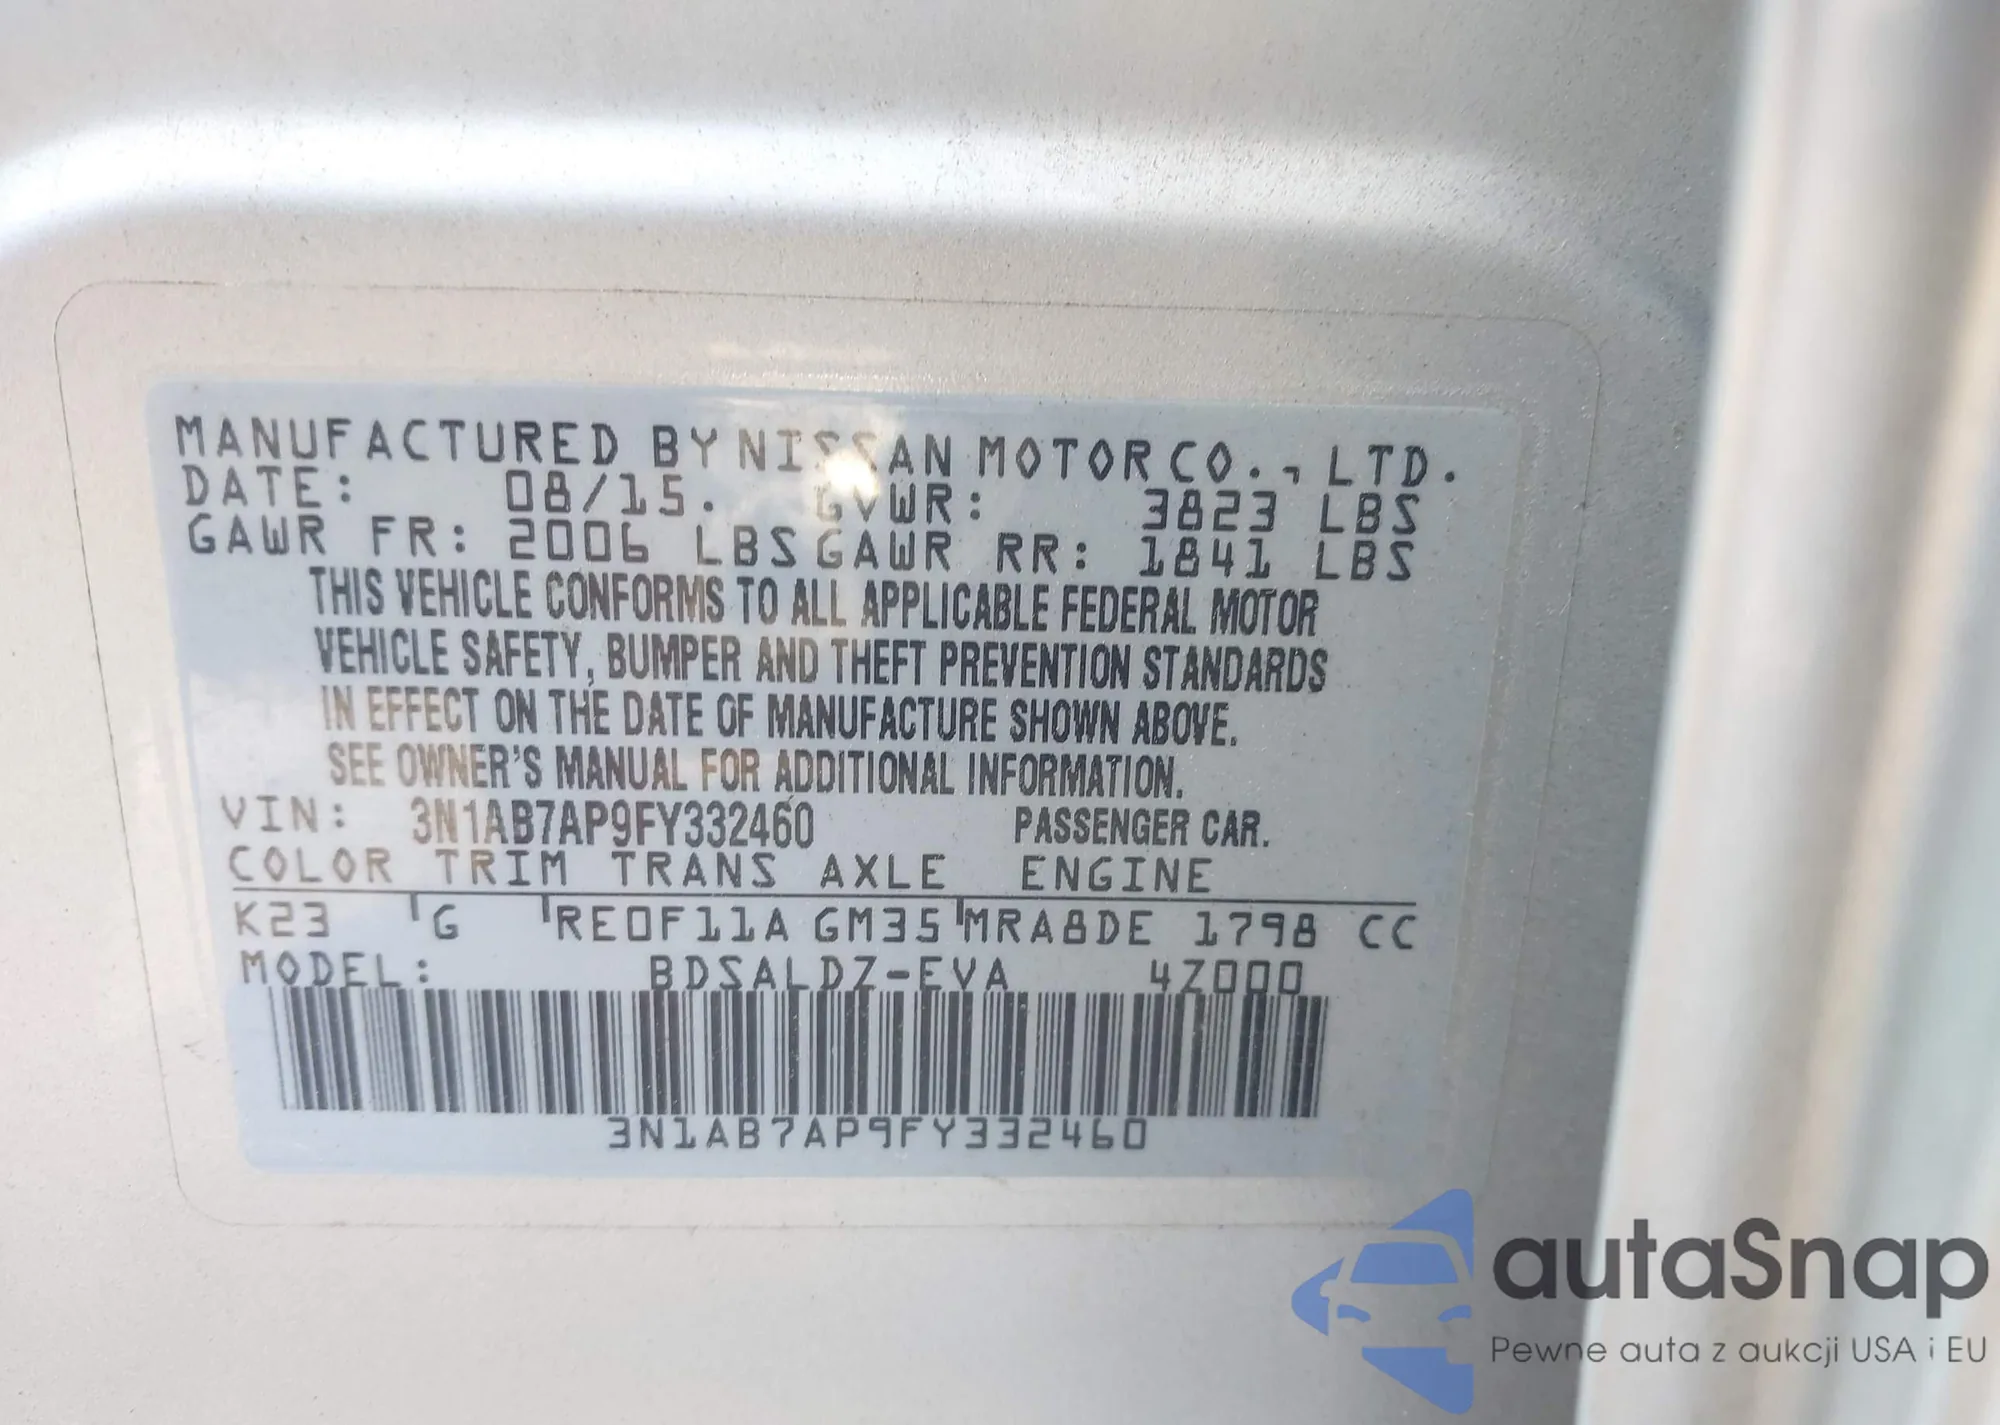 MANUFACTURED BY NISSAN MOTOR CO., LTD.
DATE: 08/15. GVWR: 3823 LBS
GAWR FR: 2006 LBS GAWR RR: 1841 LBS
THIS VEHICLE CONFORMS TO ALL APPLICABLE FEDERAL MOTOR
VEHICLE SAFETY, BUMPER AND THEFT PREVENTION STANDARDS
IN EFFECT ON THE DATE OF MANUFACTURE SHOWN ABOVE.
SEE OWNER'S MANUAL FOR ADDITIONAL INFORMATION.
VIN: 3N1AB7AP9FY332460 PASSENGER CAR.
COLOR TRIM TRANS AXLE ENGINE
K23 G RE0F11A GM35 MRA8DE 1798 CC
MODEL: BDSALDZ-EVA 4Z000
3N1AB7AP9FY332460
autaSnap
Pewne auta z aukcji USA i EU